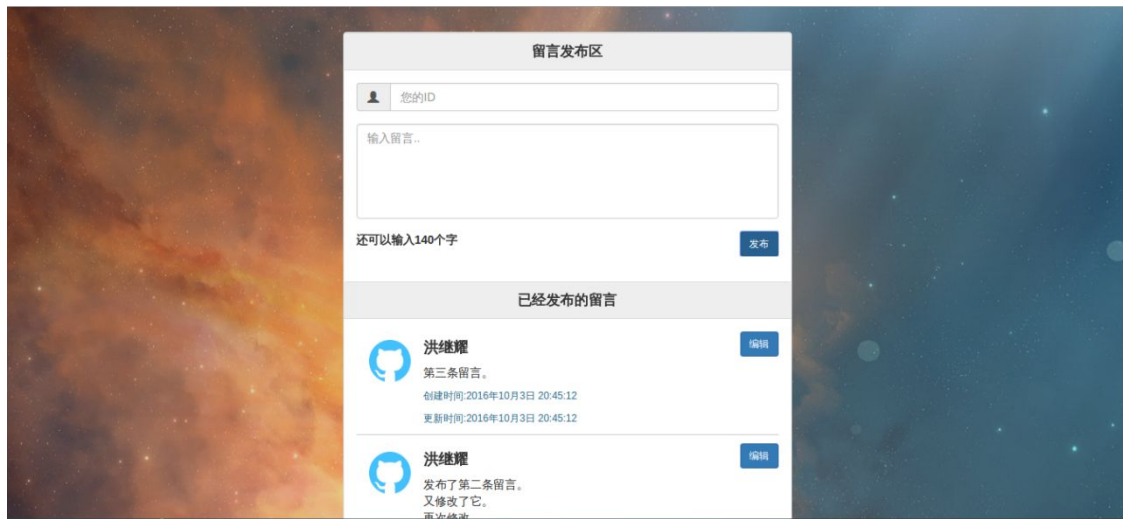 留言发布区
您的ID
输入留言..
还可以输入140个字
发布
已经发布的留言
洪继耀
编辑
第三条留言。
创建时间:2016年10月3日 20:45:12
更新时间:2016年10月3日 20:45:12
洪继耀
编辑
发布了第二条留言。
又修改了它。
再次修改